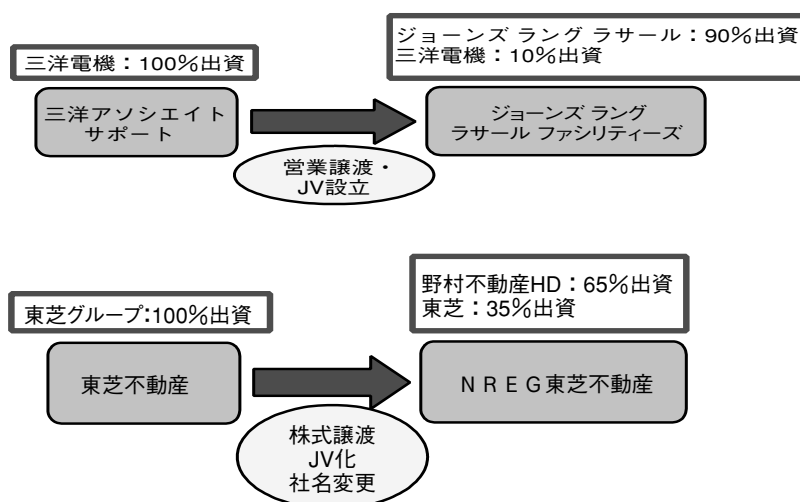 三洋電機：100%出資
三洋アソシエイト
サポート
営業譲渡・
JV設立
ジョーンズ ラング ラサール：90%出資
三洋電機：10%出資
ジョーンズ ラング
ラサール ファシリティーズ
東芝グループ：100%出資
東芝不動産
株式譲渡
JV化
社名変更
野村不動産HD：65%出資
東芝：35%出資
ＮＲＥＧ東芝不動産